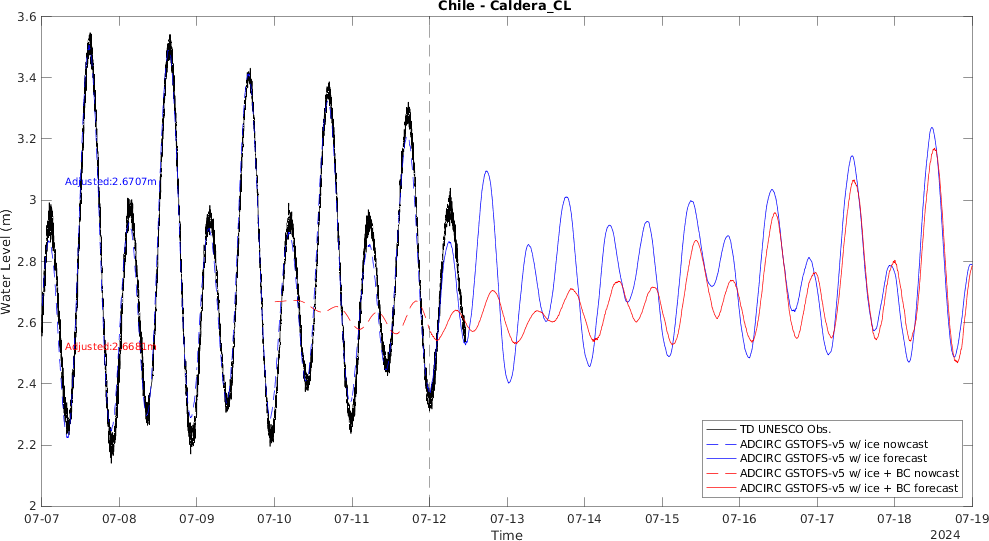 Chile - Caldera_CL
3.6
3.4
3.2
3
2.8
2.6
2.4
2.2
2
Water Level (m)
Adjusted:2.6707m
Adjusted:2.6681m
TD UNESCO Obs.
ADCIRC GSTOFS-v5 w/ ice nowcast
ADCIRC GSTOFS-v5 w/ ice forecast
ADCIRC GSTOFS-v5 w/ ice + BC nowcast
ADCIRC GSTOFS-v5 w/ ice + BC forecast
07-07 07-08 07-09 07-10 07-11 07-12 07-13 07-14 07-15 07-16 07-17 07-18 07-19
Time
2024